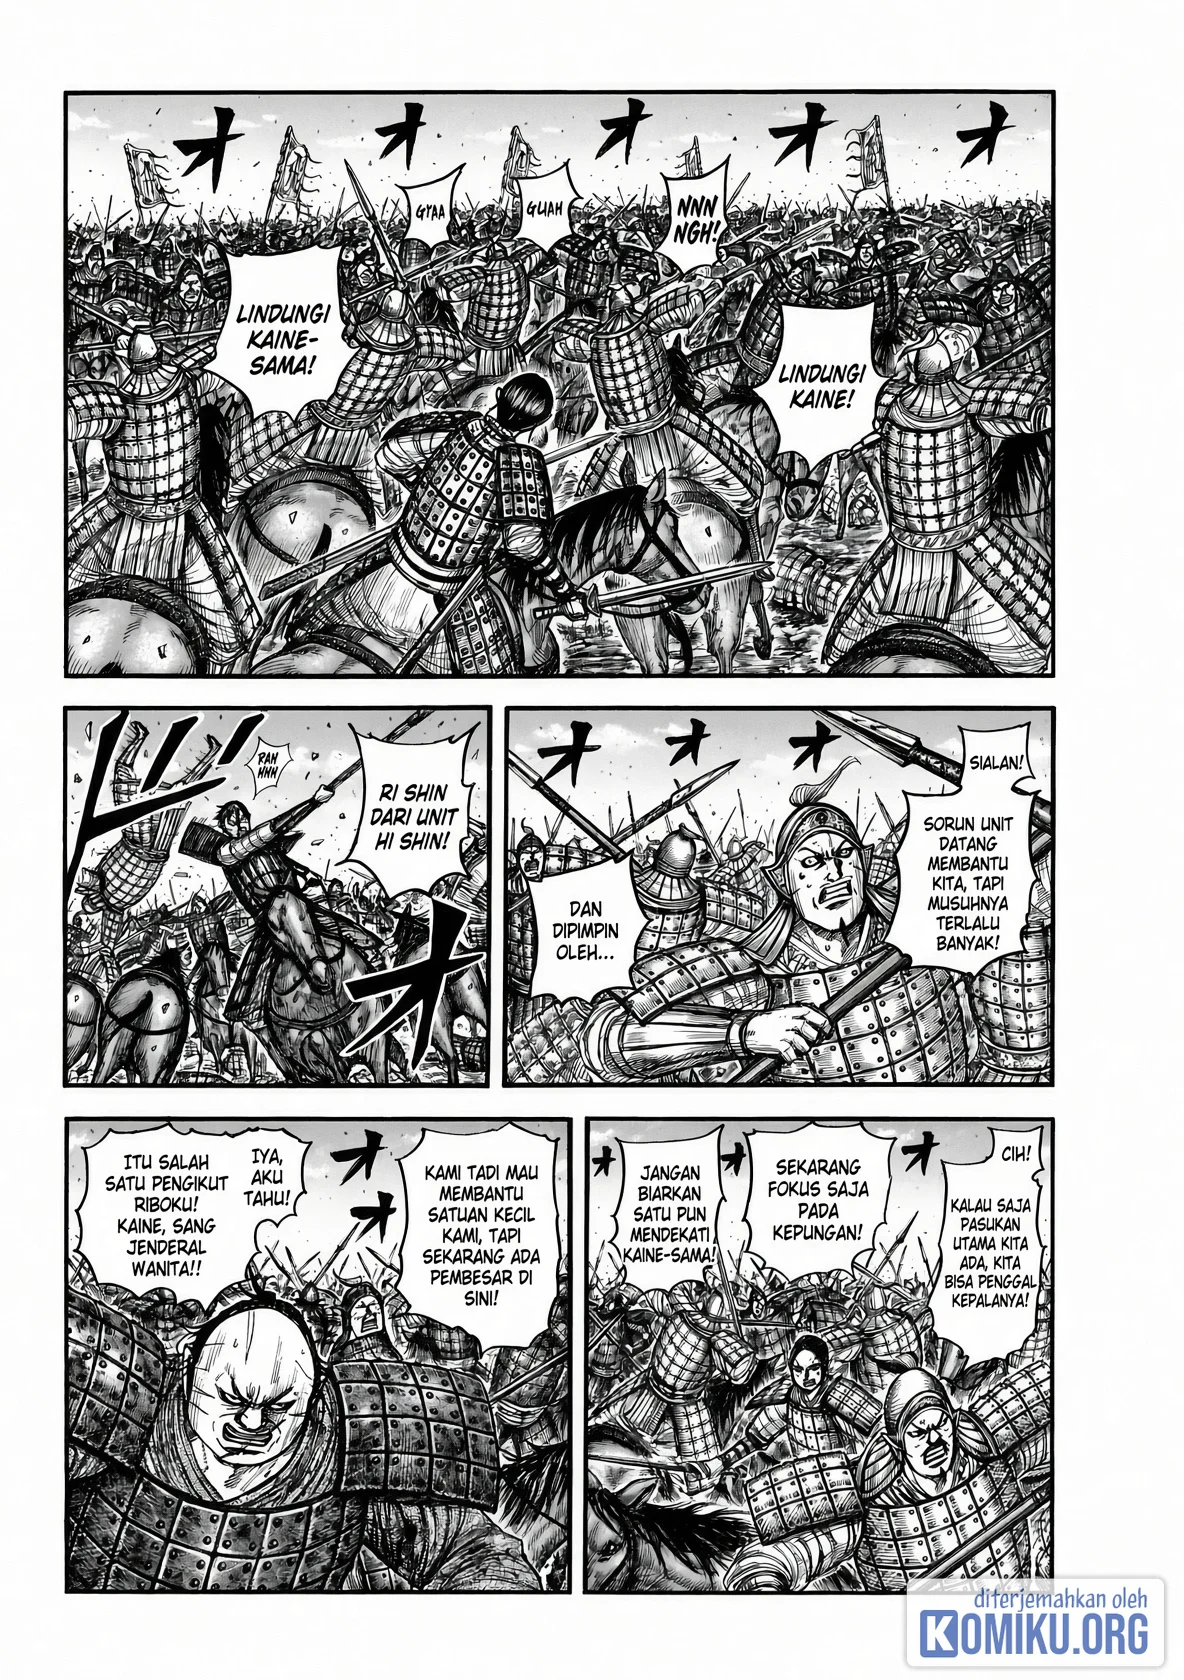 オ
オ
オ
オ
オ
NNN
NGH!
GUAH
GYAA
LINDUNGI
KAINE-
SAMA!
LINDUNGI
KAINE!
SIALAN!
SORUN UNIT
DATANG
MEMBANTU
KITA, TAPI
MUSUHNYA
TERLALU
BANYAK!
オ
オ
オ
DAN
DIPIMPIN
OLEH...
RI SHIN
DARI UNIT
HI SHIN!
RAH
HHH
ド
オ
CIH!
KALAU SAJA
PASUKAN
UTAMA KITA
ADA, KITA
BISA PENGGAL
KEPALANYA!
オ
SEKARANG
FOKUS SAJA
PADA
KEPUNGAN!
オ
JANGAN
BIARKAN
SATU PUN
MENDEKATI
KAINE-SAMA!
オ
KAMI TADI MAU
MEMBANTU
SATUAN KECIL
KAMI, TAPI
SEKARANG ADA
PEMBESAR DI
SINI!
オ
オ
IYA,
AKU
TAHU!
ITU SALAH
SATU PENGIKUT
RIBOKU!
KAINE, SANG
JENDERAL
WANITA!!
diterjemahkan oleh
KOMIKU.ORG